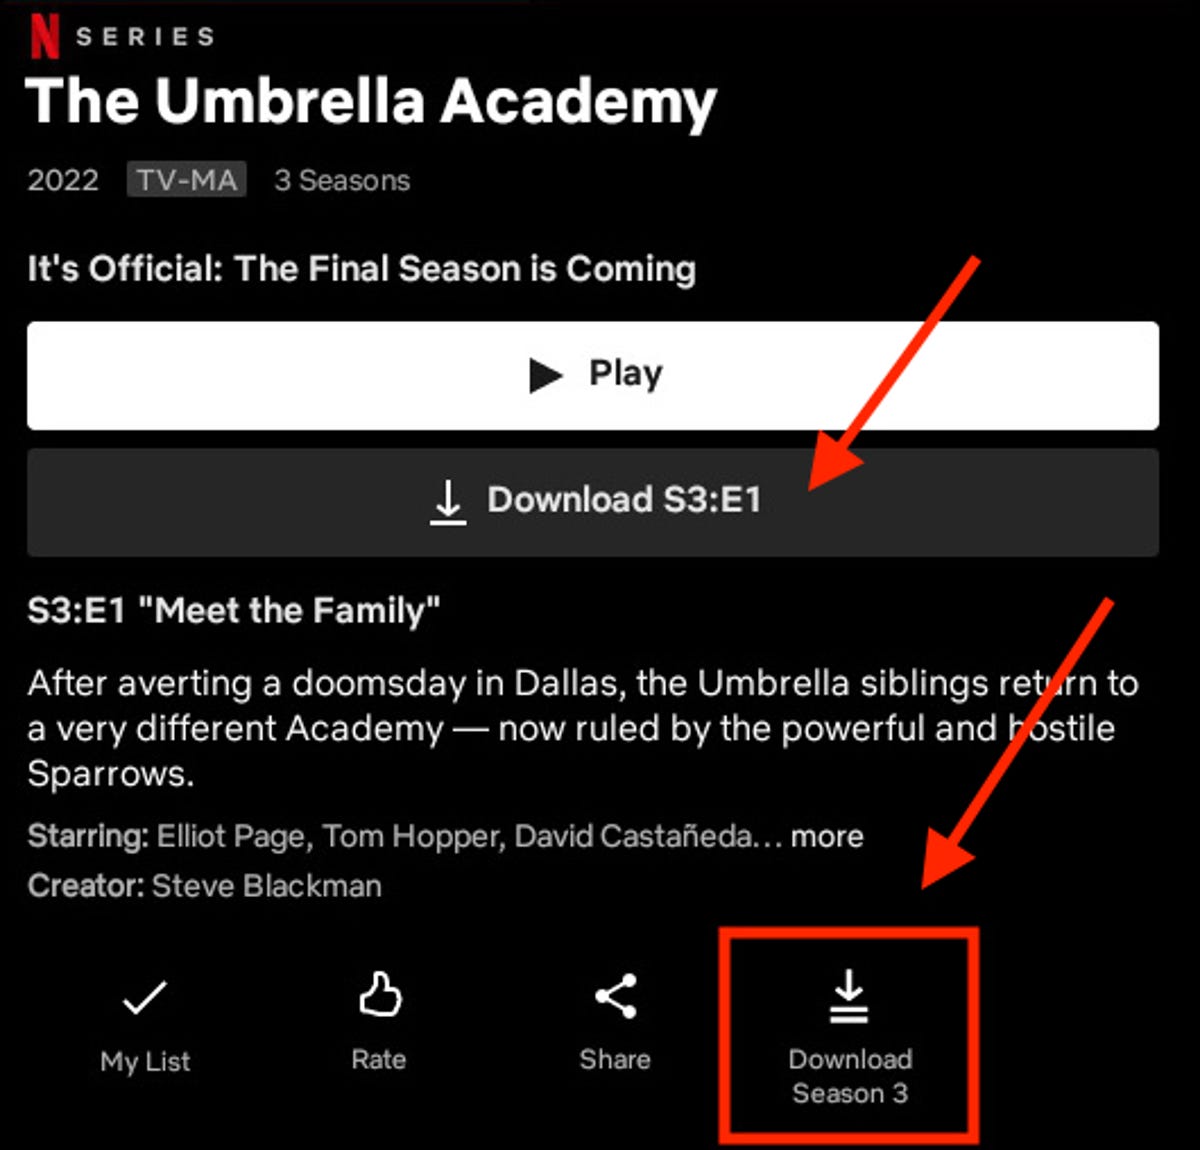 N SERIES
The Umbrella Academy
2022 TV-MA 3 Seasons
It's Official: The Final Season is Coming
Play
Download S3:E1
S3:E1 "Meet the Family"
After averting a doomsday in Dallas, the Umbrella siblings return to
a very different Academy — now ruled by the powerful and hostile
Sparrows.
Starring: Elliot Page, Tom Hopper, David Castañeda... more
Creator: Steve Blackman
My List Rate Share Download
Season 3